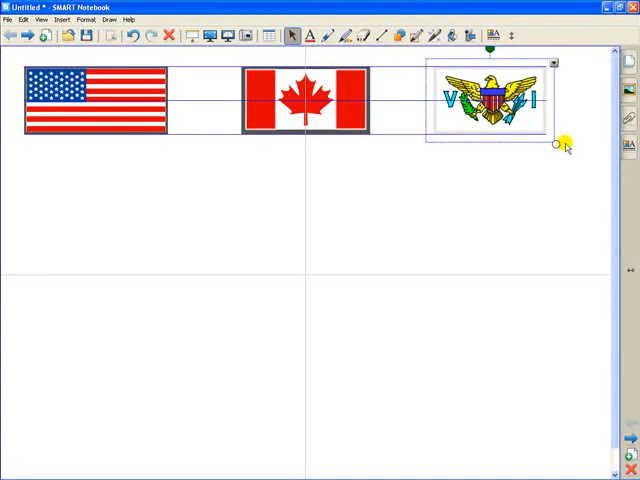 Untitled * - SMART Notebook
File Edit View Insert Format Draw Help
V I